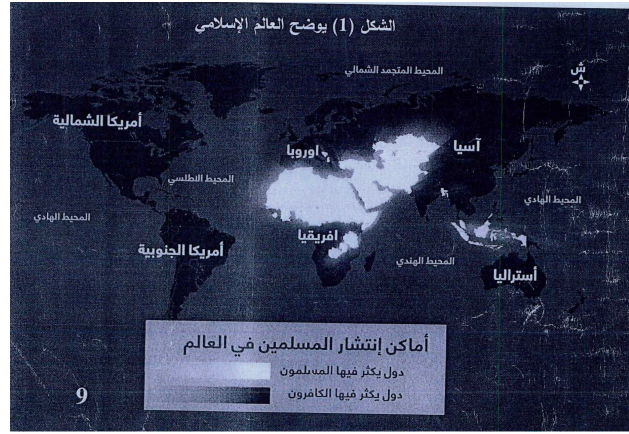 الشكل (1) يوضح العالم الإسلامي
المحيط المتجمد الشمالي
ش
أمريكا الشمالية
آسيا
اوروبا
المحيط الاطلسي
المحيط الهادي
المحيط الهادي
افريقيا
أمريكا الجنوبية
المحيط الهندي
أستراليا
أماكن إنتشار المسلمين في العالم
دول يكثر فيها المسلمون
دول يكثر فيها الكافرون
9